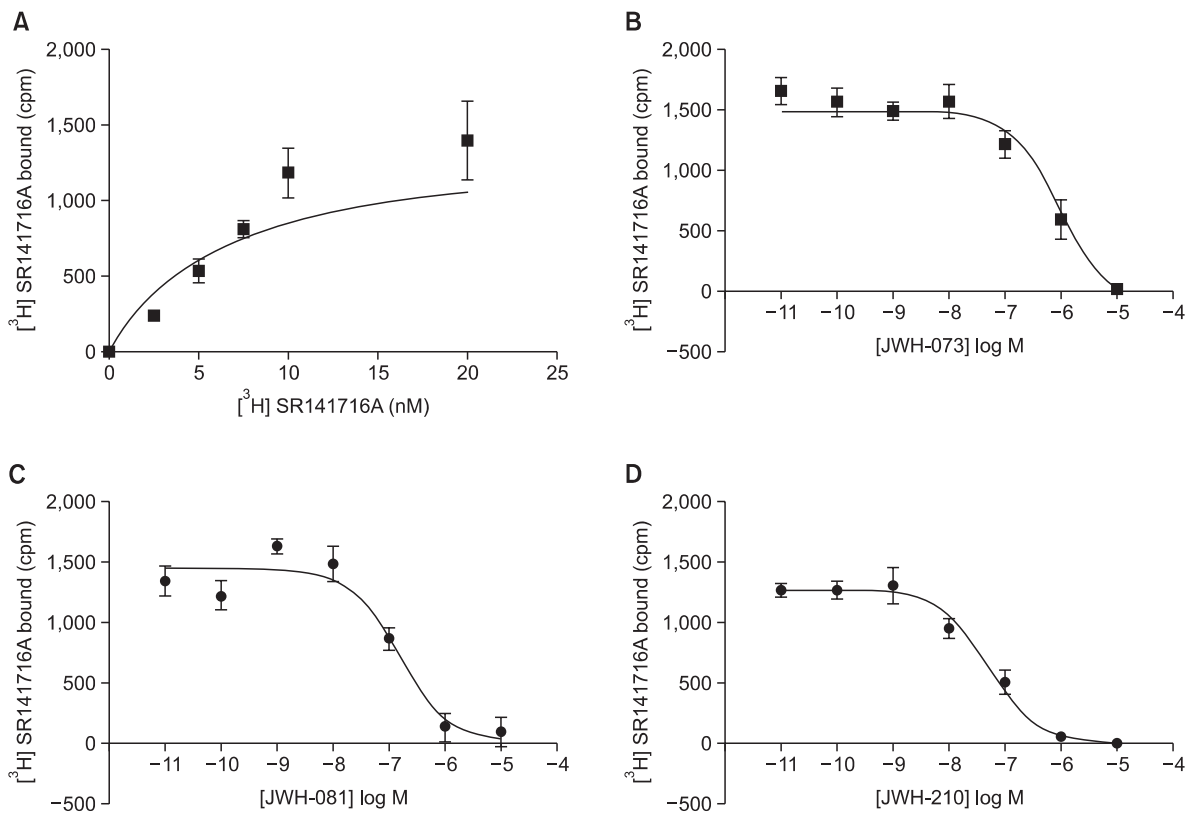 A
2,000
1,500
1,000
500
0
0 5 10 15 20 25
[³H] SR141716A bound (cpm)
[³H] SR141716A (nM)
B
2,000
1,500
1,000
500
0
−500
−11 −10 −9 −8 −7 −6 −5 −4
[³H] SR141716A bound (cpm)
[JWH-073] log M
C
2,000
1,500
1,000
500
0
−500
−11 −10 −9 −8 −7 −6 −5 −4
[³H] SR141716A bound (cpm)
[JWH-081] log M
D
2,000
1,500
1,000
500
0
−500
−11 −10 −9 −8 −7 −6 −5 −4
[³H] SR141716A bound (cpm)
[JWH-210] log M